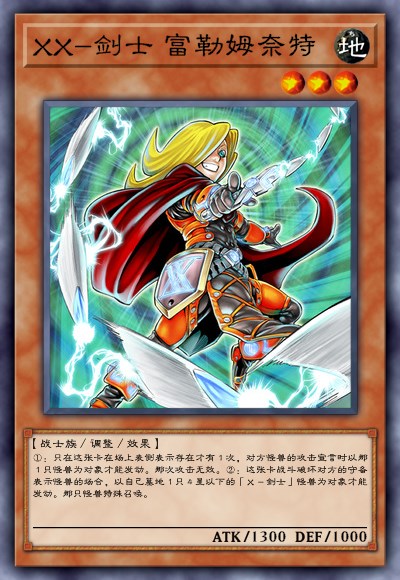 XX-剑士 富勒姆奈特
地
【战士族/调整/效果】
①：只在这张卡在场上表侧表示存在才有1次，对方怪兽的攻击宣言时以那
1只怪兽为对象才能发动。那次攻击无效。②：这张卡战斗破坏对方的守备
表示怪兽的场合，以自己墓地1只4星以下的「X-剑士」怪兽为对象才能
发动。那只怪兽特殊召唤。
ATK/1300 DEF/1000